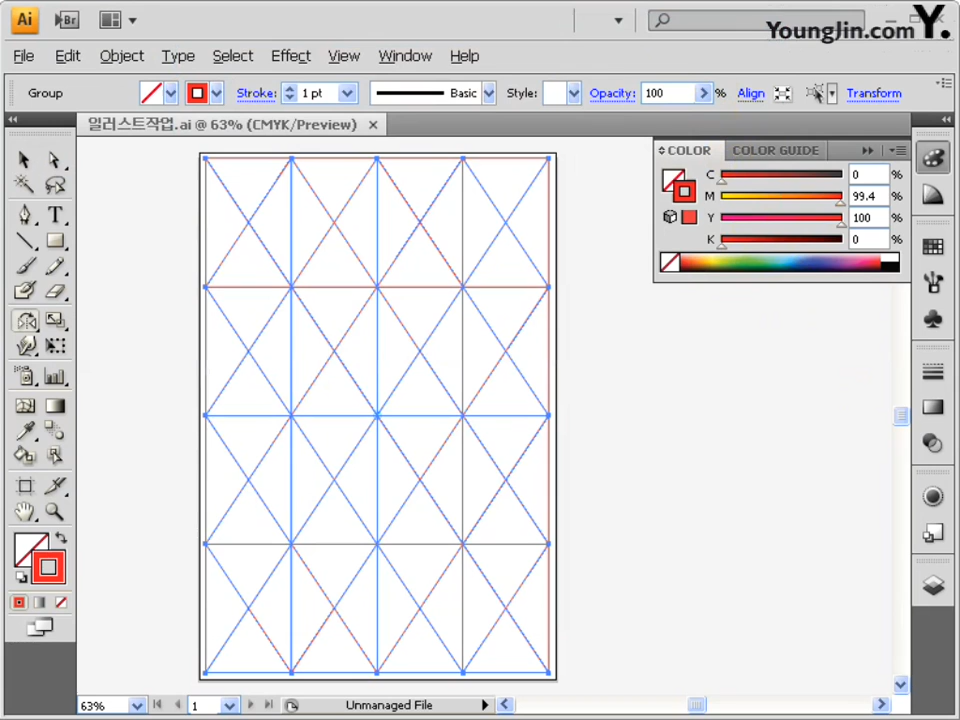 Ai Br
YoungJin.com Y.
File Edit Object Type Select Effect View Window Help
Group Stroke: 1 pt Basic Style: Opacity: 100 % Align Transform
일러스트작업.ai @ 63% (CMYK/Preview)
COLOR COLOR GUIDE
C 0 %
M 99.4 %
Y 100 %
K 0 %
T
63% 1 Unmanaged File